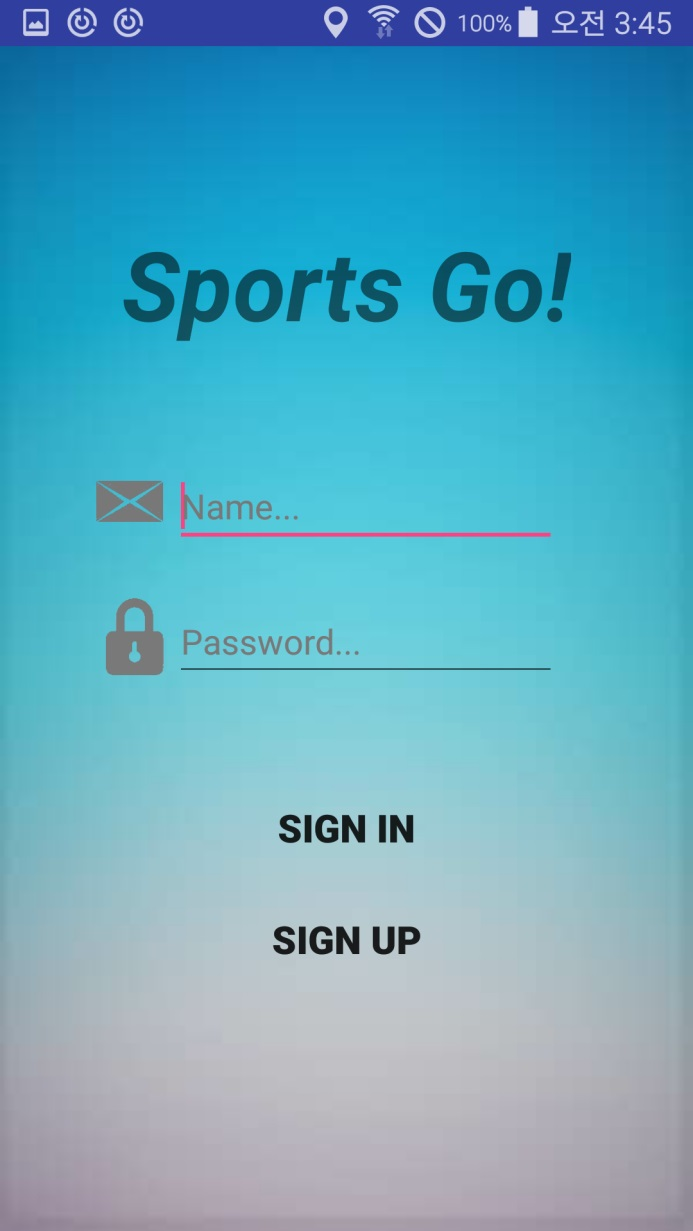 100% 오전 3:45
Sports Go!
Name...
Password...
SIGN IN
SIGN UP